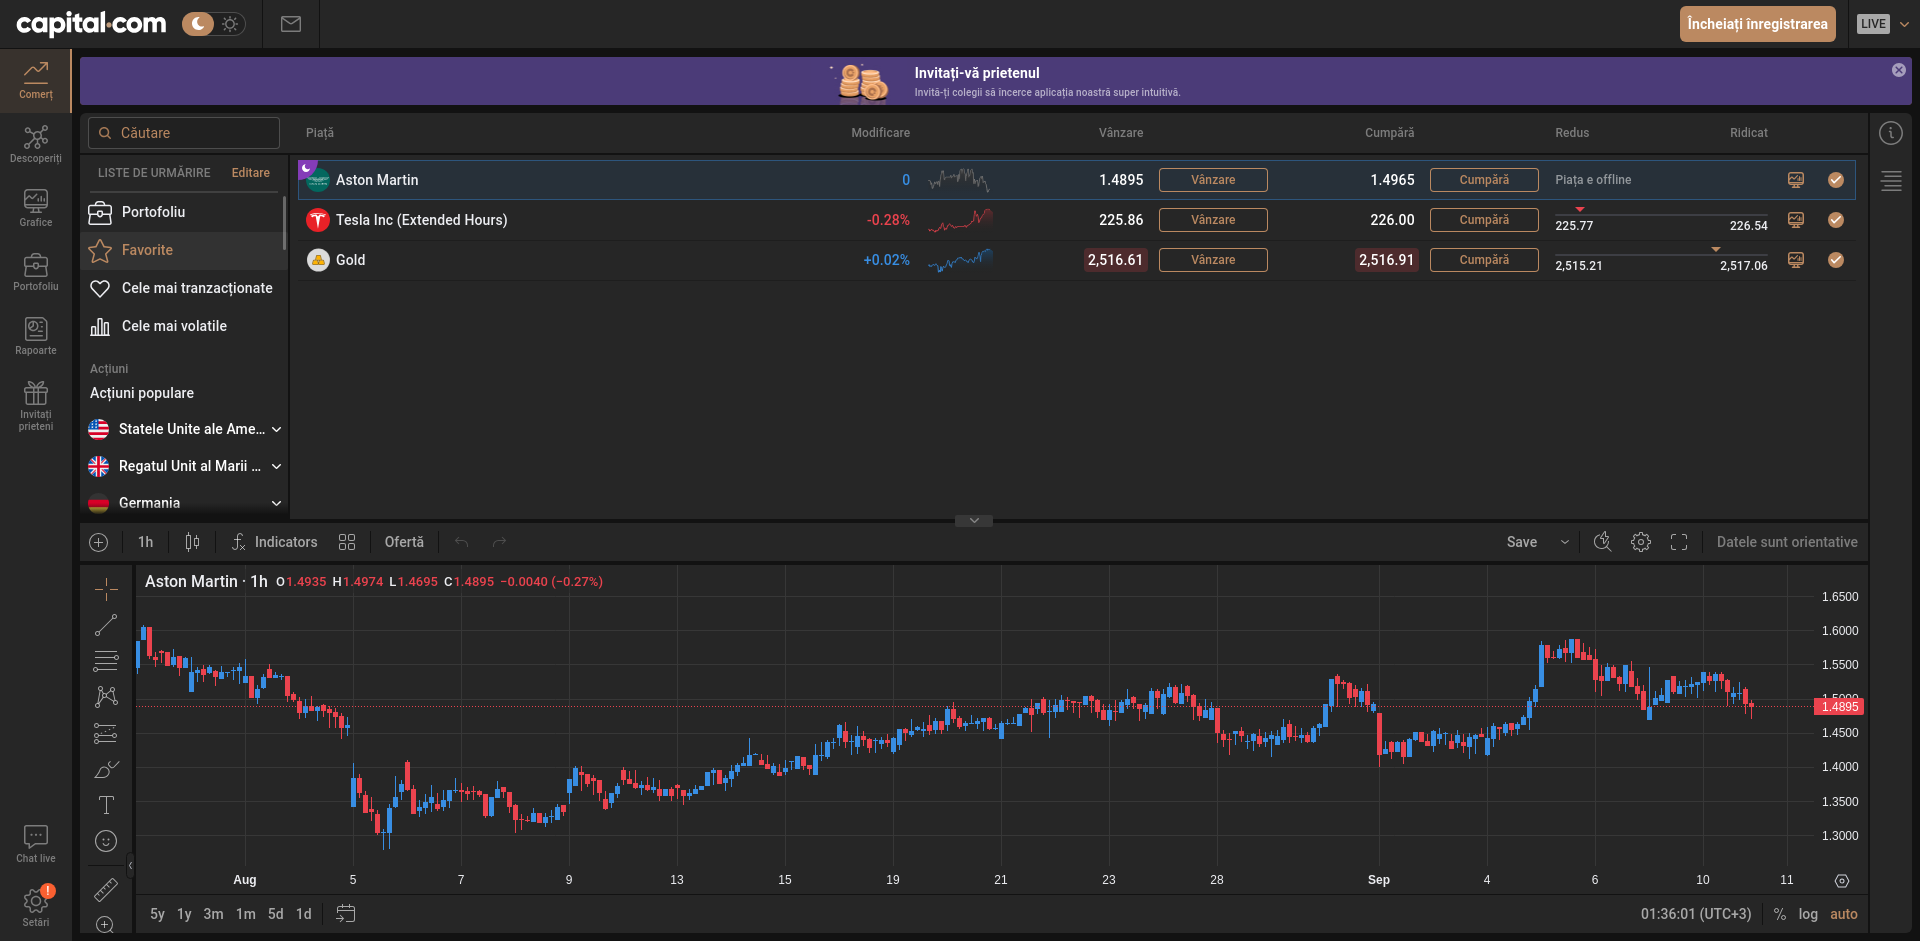 capital.com
Încheiați înregistrarea
LIVE
Comerț
Descoperiți
Grafice
Portofoliu
Rapoarte
Invitați
prieteni
Chat live
!
Setări
Invitați-vă prietenul
Invită-ți colegii să încerce aplicația noastră super intuitivă.
Căutare
Piață Modificare Vânzare Cumpără Redus Ridicat
LISTE DE URMĂRIRE Editare
Portofoliu
Favorite
Cele mai tranzacționate
Cele mai volatile
Acțiuni
Acțiuni populare
Statele Unite ale Ame...
Regatul Unit al Marii ...
Germania
Aston Martin 0 1.4895 Vânzare 1.4965 Cumpără Piața e offline
Tesla Inc (Extended Hours) -0.28% 225.86 Vânzare 226.00 Cumpără 225.77 226.54
Gold +0.02% 2,516.61 Vânzare 2,516.91 Cumpără 2,515.21 2,517.06
1h Indicators Ofertă Save Datele sunt orientative
Aston Martin · 1h O1.4935 H1.4974 L1.4695 C1.4895 −0.0040 (−0.27%)
1.6500
1.6000
1.5500
1.5000
1.4895
1.4500
1.4000
1.3500
1.3000
Aug 5 7 9 13 15 19 21 23 28 Sep 4 6 10 11
5y 1y 3m 1m 5d 1d 01:36:01 (UTC+3) % log auto